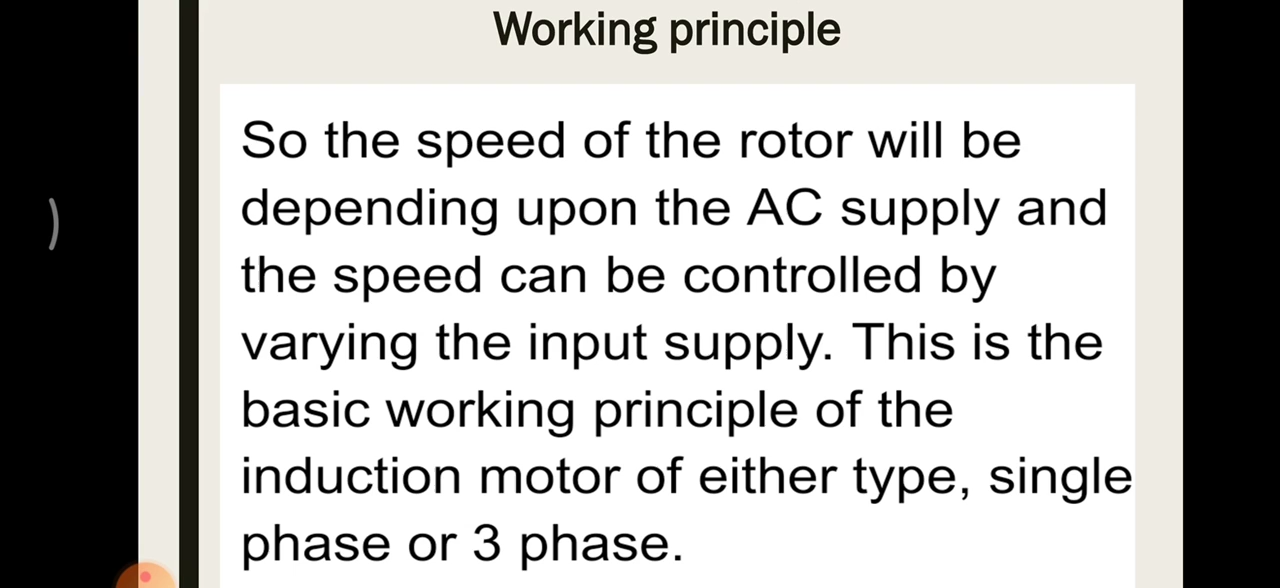 Working principle
So the speed of the rotor will be
depending upon the AC supply and
the speed can be controlled by
varying the input supply. This is the
basic working principle of the
induction motor of either type, single
phase or 3 phase.